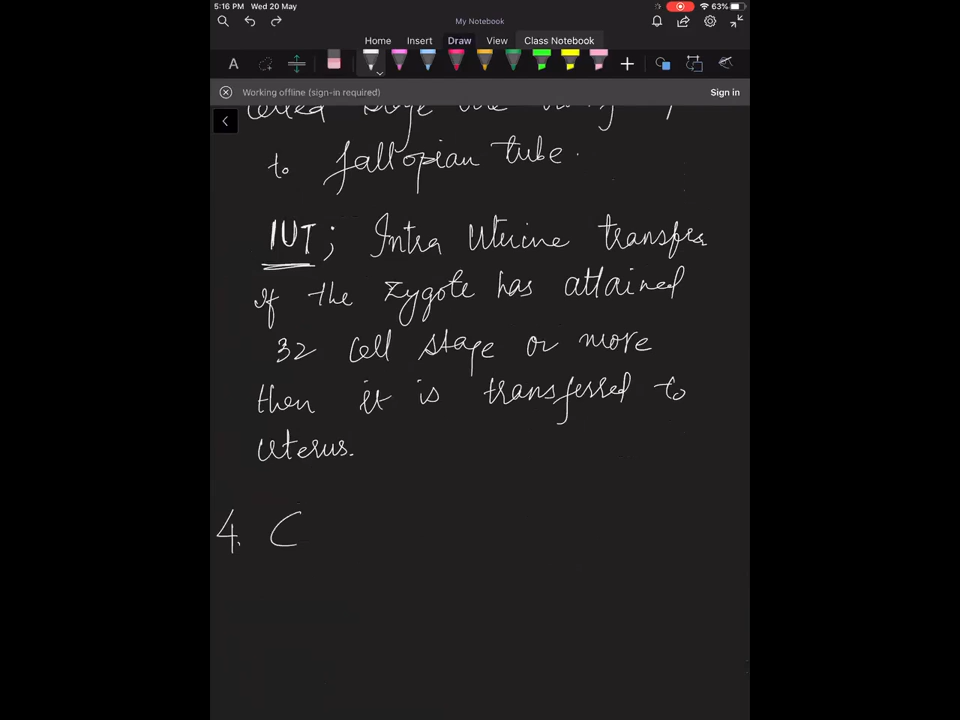 5:16 PM Wed 20 May
63%
My Notebook
Home Insert Draw View Class Notebook
A
Working offline (sign-in required) Sign in
stage
to fallopian tube.
IUT; Intra Uterine transfer
If the zygote has attained
32 cell stage or more
then it is transferred to
uterus.
4. C